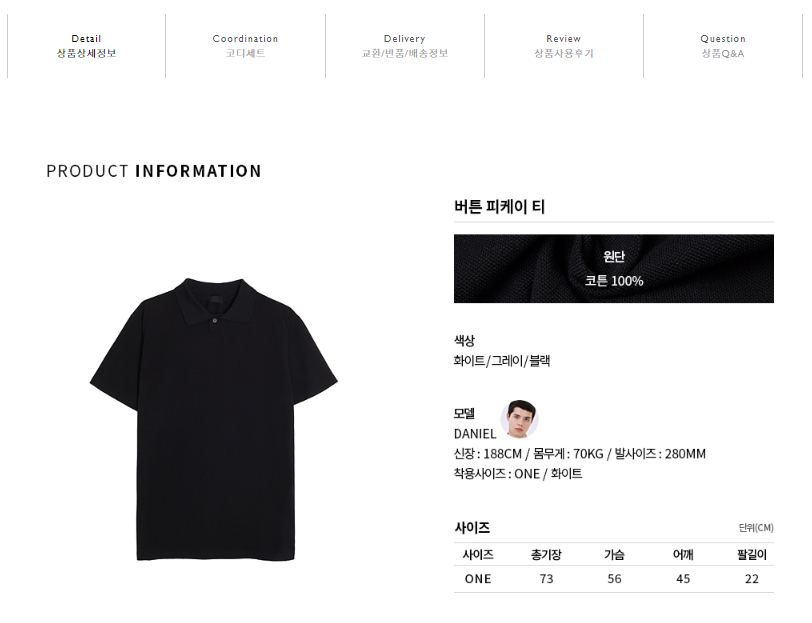 Detail
상품상세정보
Coordination
코디세트
Delivery
교환/반품/배송정보
Review
상품사용후기
Question
상품Q&A
PRODUCT INFORMATION
버튼 피케이 티
원단
코튼 100%
색상
화이트/그레이/블랙
모델
DANIEL
신장 : 188CM / 몸무게 : 70KG / 발사이즈 : 280MM
착용사이즈 : ONE / 화이트
사이즈 단위(CM)
사이즈 총기장 가슴 어깨 팔길이
ONE 73 56 45 22